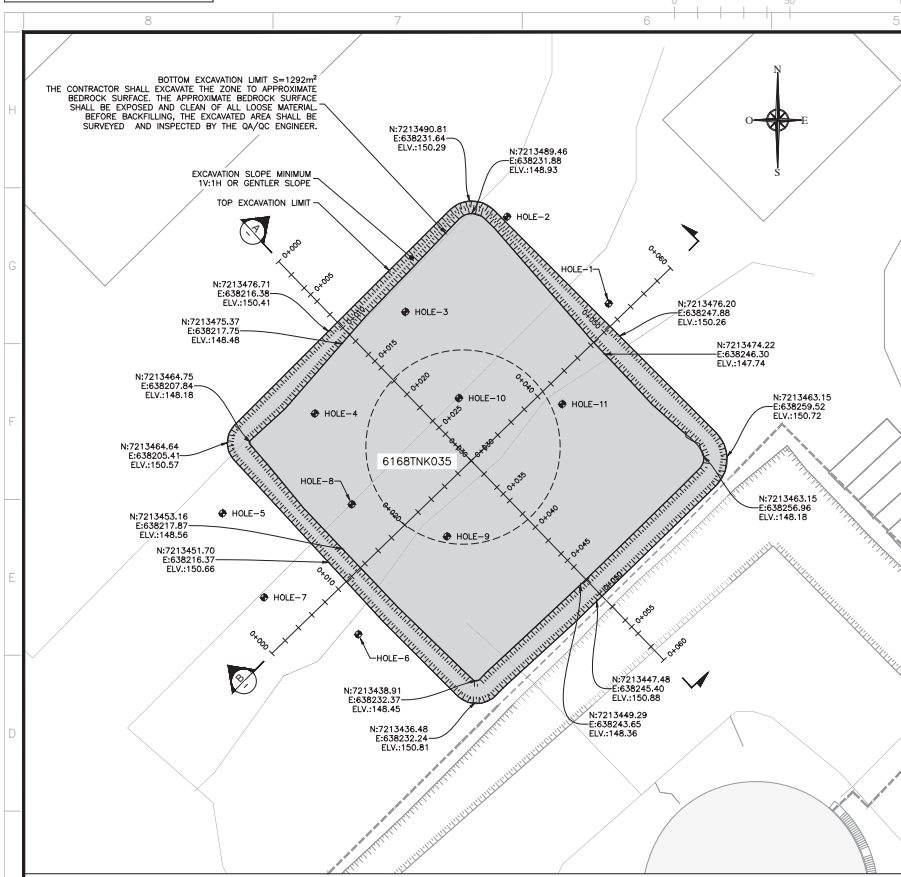 0 50
8 7 6 5
H
G
F
E
D
BOTTOM EXCAVATION LIMIT S=1292m²
THE CONTRACTOR SHALL EXCAVATE THE ZONE TO APPROXIMATE
BEDROCK SURFACE. THE APPROXIMATE BEDROCK SURFACE
SHALL BE EXPOSED AND CLEAN OF ALL LOOSE MATERIAL.
BEFORE BACKFILLING, THE EXCAVATED AREA SHALL BE
SURVEYED AND INSPECTED BY THE QA/QC ENGINEER.
EXCAVATION SLOPE MINIMUM
1V:1H OR GENTLER SLOPE
TOP EXCAVATION LIMIT
N:7213490.81
E:638231.64
ELV.:150.29
N:7213489.46
E:638231.88
ELV.:148.93
N
O E
S
HOLE-2
HOLE-1
A
–
0+000
0+005
0+010
0+015
0+020
0+025
0+030
0+035
0+040
0+045
0+050
0+055
0+060
N:7213476.71
E:638216.38
ELV.:150.41
N:7213475.37
E:638217.75
ELV.:148.48
N:7213476.20
E:638247.88
ELV.:150.26
N:7213474.22
E:638246.30
ELV.:147.74
HOLE-3
HOLE-10
HOLE-11
HOLE-4
N:7213464.75
E:638207.84
ELV.:148.18
N:7213464.64
E:638205.41
ELV.:150.57
N:7213463.15
E:638259.52
ELV.:150.72
N:7213463.15
E:638256.96
ELV.:148.18
6168TNK035
HOLE-8
HOLE-5
HOLE-9
HOLE-7
HOLE-6
N:7213453.16
E:638217.87
ELV.:148.56
N:7213451.70
E:638216.37
ELV.:150.66
B
–
0+000
0+010
0+020
0+030
0+040
0+050
0+060
N:7213438.91
E:638232.37
ELV.:148.45
N:7213436.48
E:638232.24
ELV.:150.81
N:7213447.48
E:638245.40
ELV.:150.88
N:7213449.29
E:638243.65
ELV.:148.36